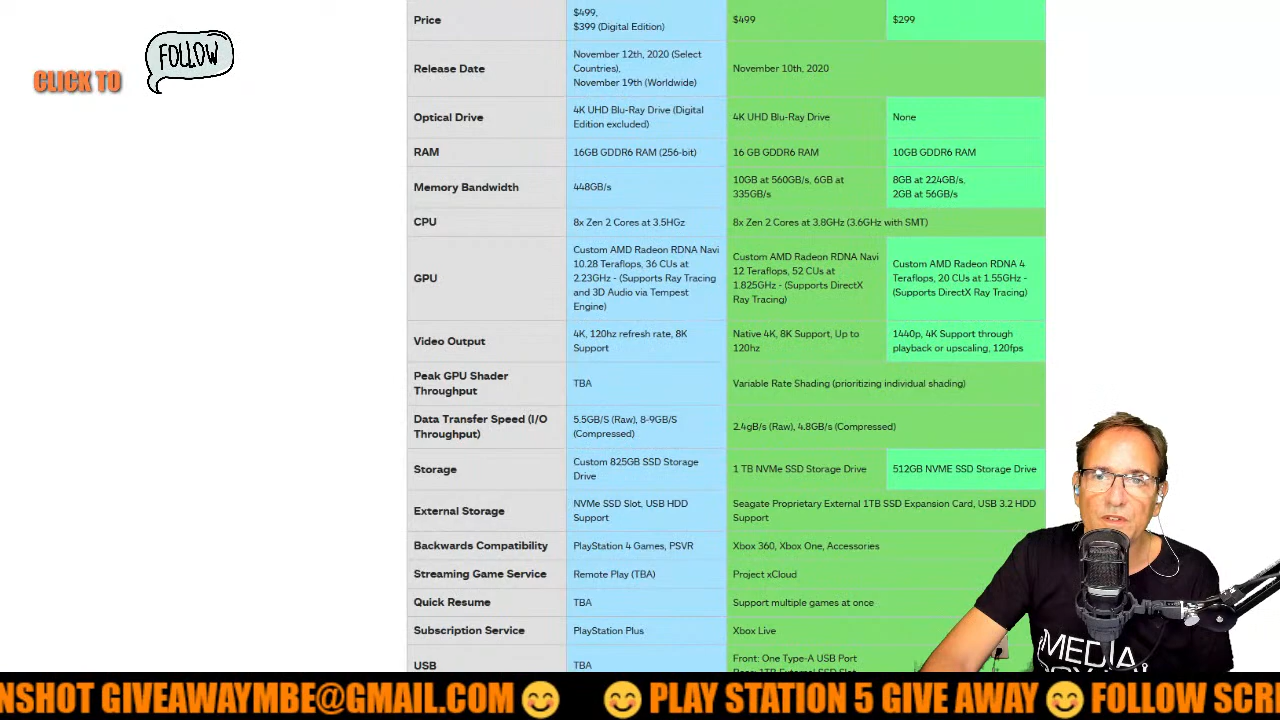 CLICK TO
FOLLOW
Price
$499,
$399 (Digital Edition)
$499
$299
Release Date
November 12th, 2020 (Select
Countries),
November 19th (Worldwide)
November 10th, 2020
Optical Drive
4K UHD Blu-Ray Drive (Digital
Edition excluded)
4K UHD Blu-Ray Drive
None
RAM
16GB GDDR6 RAM (256-bit)
16 GB GDDR6 RAM
10GB GDDR6 RAM
Memory Bandwidth
448GB/s
10GB at 560GB/s, 6GB at
335GB/s
8GB at 224GB/s,
2GB at 56GB/s
CPU
8x Zen 2 Cores at 3.5HGz
8x Zen 2 Cores at 3.8GHz (3.6GHz with SMT)
GPU
Custom AMD Radeon RDNA Navi
10.28 Teraflops, 36 CUs at
2.23GHz - (Supports Ray Tracing
and 3D Audio via Tempest
Engine)
Custom AMD Radeon RDNA Navi
12 Teraflops, 52 CUs at
1.825GHz - (Supports DirectX
Ray Tracing)
Custom AMD Radeon RDNA 4
Teraflops, 20 CUs at 1.55GHz -
(Supports DirectX Ray Tracing)
Video Output
4K, 120hz refresh rate, 8K
Support
Native 4K, 8K Support, Up to
120hz
1440p, 4K Support through
playback or upscaling, 120fps
Peak GPU Shader
Throughput
TBA
Variable Rate Shading (prioritizing individual shading)
Data Transfer Speed (I/O
Throughput)
5.5GB/S (Raw), 8-9GB/S
(Compressed)
2.4gB/s (Raw), 4.8GB/s (Compressed)
Storage
Custom 825GB SSD Storage
Drive
1 TB NVMe SSD Storage Drive
512GB NVME SSD Storage Drive
External Storage
NVMe SSD Slot, USB HDD
Support
Seagate Proprietary External 1TB SSD Expansion Card, USB 3.2 HDD
Support
Backwards Compatibility
PlayStation 4 Games, PSVR
Xbox 360, Xbox One, Accessories
Streaming Game Service
Remote Play (TBA)
Project xCloud
Quick Resume
TBA
Support multiple games at once
Subscription Service
PlayStation Plus
Xbox Live
USB
TBA
Front: One Type-A USB Port
MEDIA
NSHOT GIVEAWAYMBE@GMAIL.COM 😊 😊 PLAY STATION 5 GIVE AWAY 😊 FOLLOW SCRE